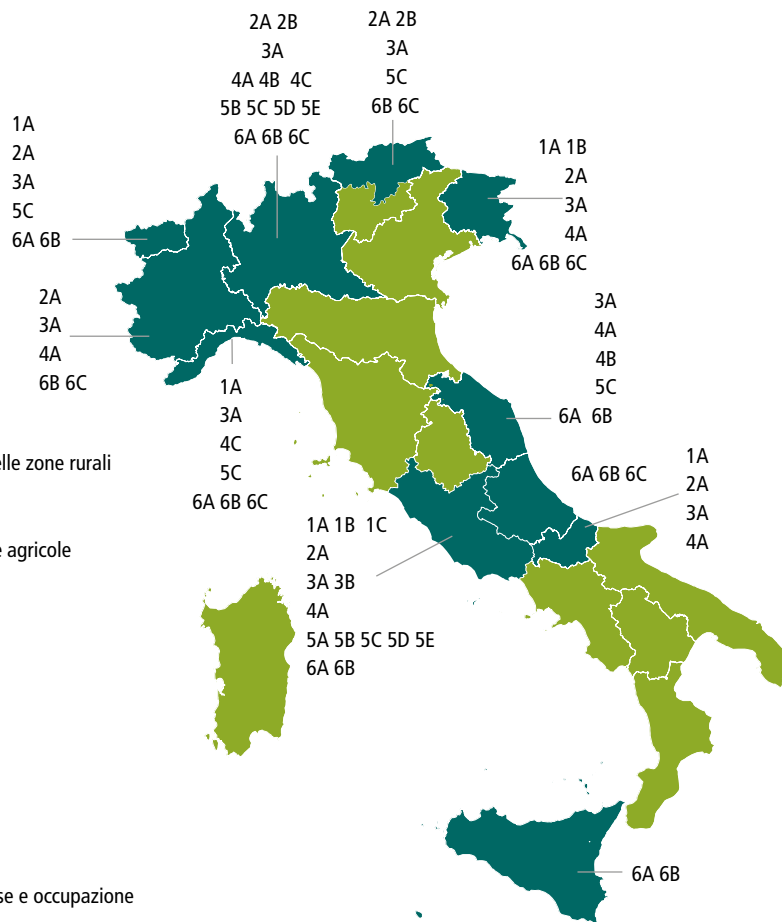 2A 2B
3A
4A 4B 4C
5B 5C 5D 5E
6A 6B 6C
2A 2B
3A
5C
6B 6C
1A
2A
3A
5C
6A 6B
1A 1B
2A
3A
4A
6A 6B 6C
2A
3A
4A
6B 6C
3A
4A
4B
5C
6A 6B
1A
3A
4C
5C
6A 6B 6C
elle zone rurali
6A 6B 6C
1A
2A
3A
4A
1A 1B 1C
2A
3A 3B
4A
5A 5B 5C 5D 5E
6A 6B
e agricole
6A 6B
se e occupazione